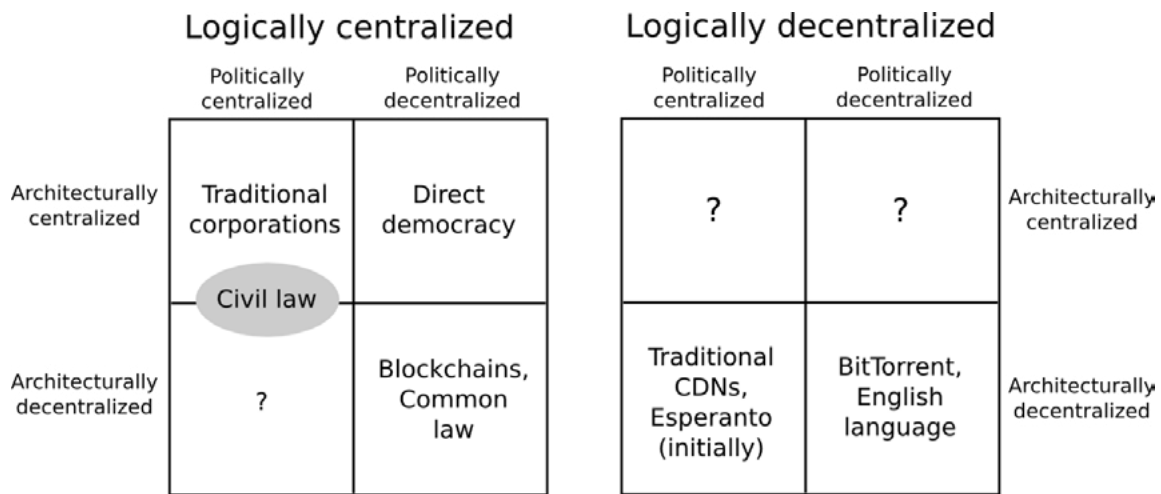 Logically centralized
Logically decentralized
Politically
centralized
Politically
decentralized
Politically
centralized
Politically
decentralized
Architecturally
centralized
Traditional
corporations
Direct
democracy
?
?
Architecturally
centralized
Civil law
Architecturally
decentralized
?
Blockchains,
Common
law
Traditional
CDNs,
Esperanto
(initially)
BitTorrent,
English
language
Architecturally
decentralized